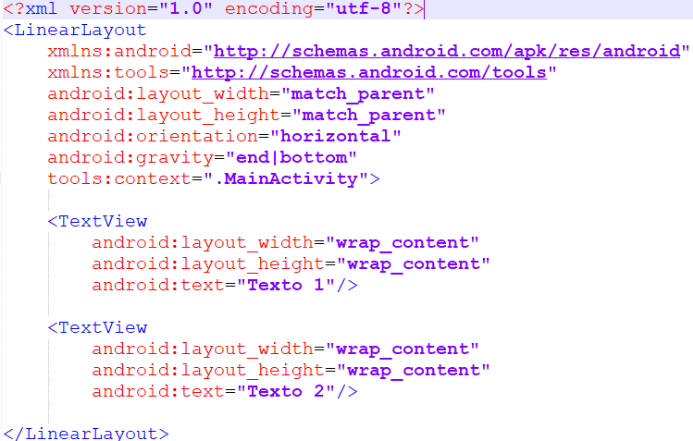 <?xml version="1.0" encoding="utf-8"?>
<LinearLayout
    xmlns:android="http://schemas.android.com/apk/res/android"
    xmlns:tools="http://schemas.android.com/tools"
    android:layout_width="match_parent"
    android:layout_height="match_parent"
    android:orientation="horizontal"
    android:gravity="end|bottom"
    tools:context=".MainActivity">

    <TextView
        android:layout_width="wrap_content"
        android:layout_height="wrap_content"
        android:text="Texto 1"/>

    <TextView
        android:layout_width="wrap_content"
        android:layout_height="wrap_content"
        android:text="Texto 2"/>

</LinearLayout>